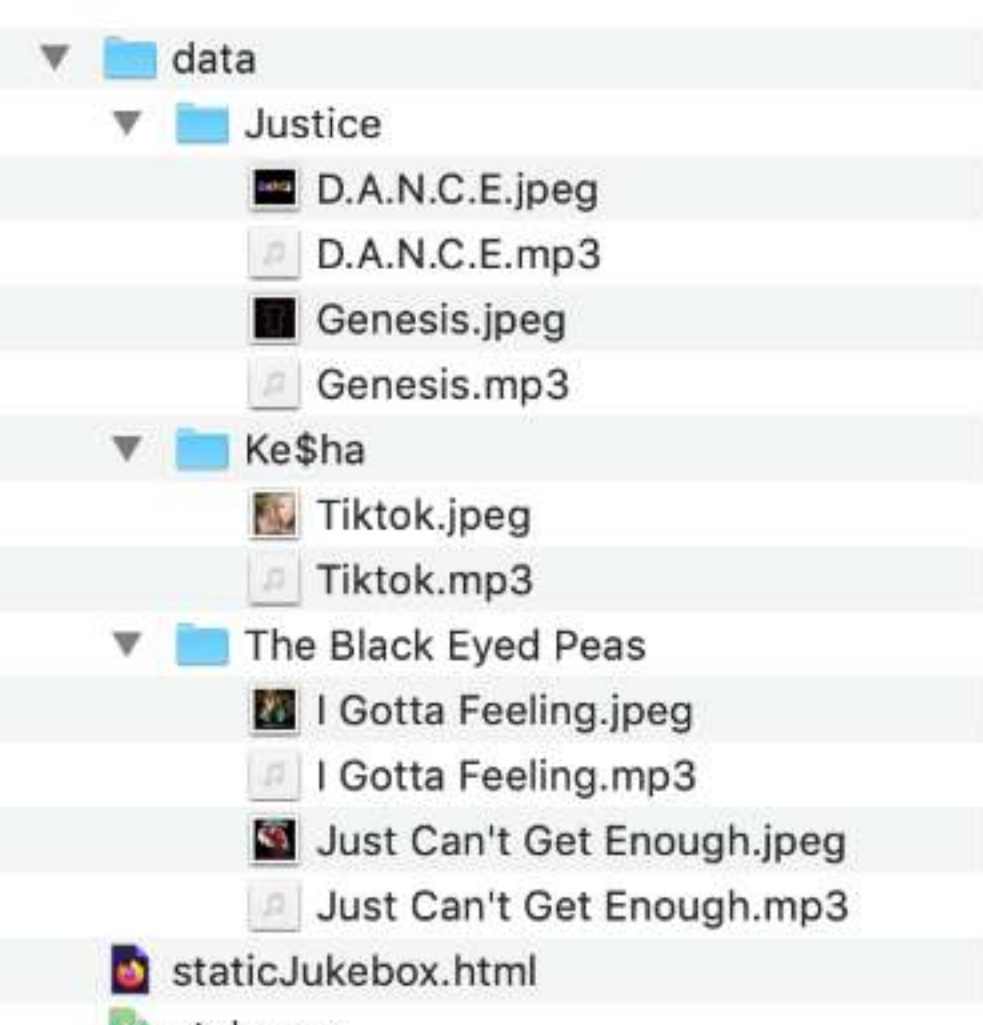 data
Justice
D.A.N.C.E.jpeg
D.A.N.C.E.mp3
Genesis.jpeg
Genesis.mp3
Ke$ha
Tiktok.jpeg
Tiktok.mp3
The Black Eyed Peas
I Gotta Feeling.jpeg
I Gotta Feeling.mp3
Just Can't Get Enough.jpeg
Just Can't Get Enough.mp3
staticJukebox.html